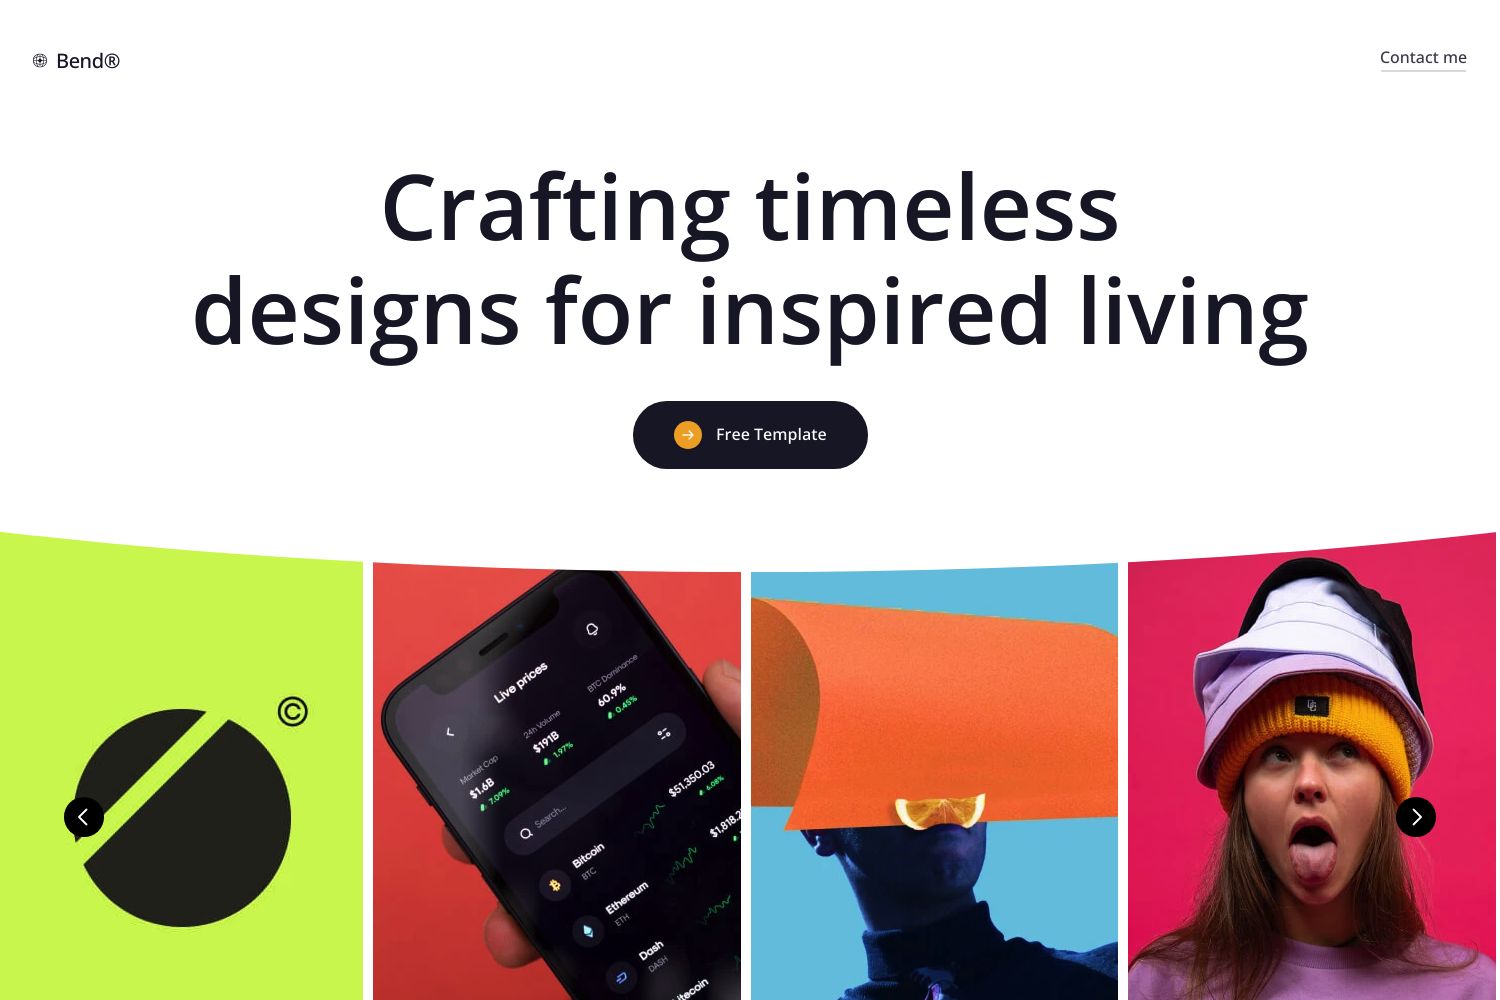 Bend®
Contact me
Crafting timeless
designs for inspired living
Free Template
©
Live prices
Market Cap
$1.6B
7.09%
24h Volume
$191B
1.97%
BTC Dominance
60.9%
0.45%
Search...
Bitcoin
BTC
$51,350.03
6.08%
Ethereum
ETH
$1,818.2
Dash
DASH
Litecoin